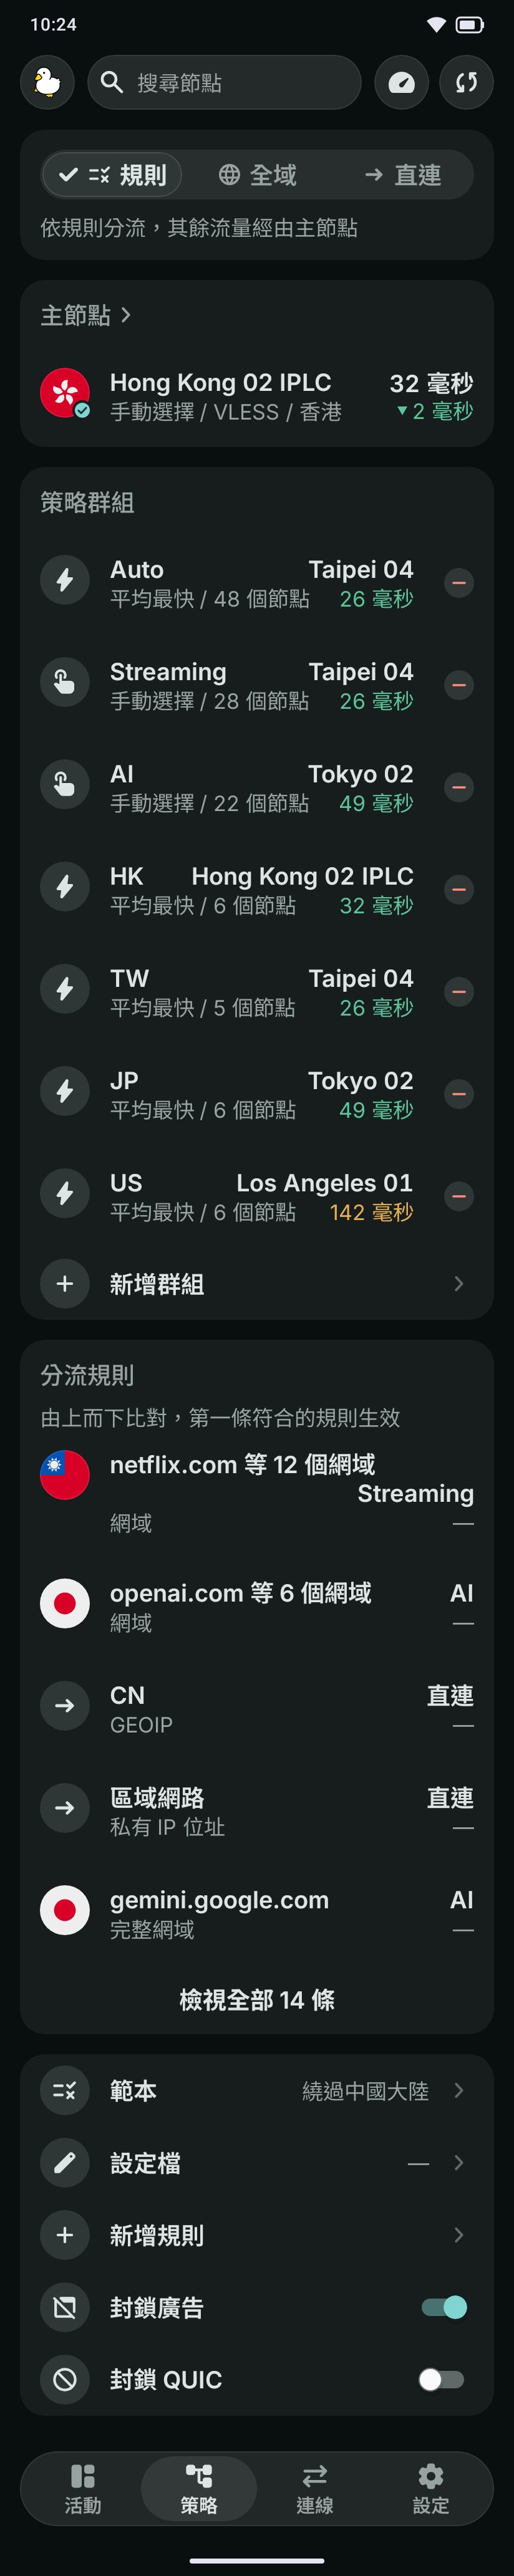 10:24
搜尋節點
規則 全域 直連
依規則分流，其餘流量經由主節點
主節點
Hong Kong 02 IPLC 32 毫秒
手動選擇 / VLESS / 香港 ▼2 毫秒
策略群組
Auto Taipei 04
平均最快 / 48 個節點 26 毫秒
Streaming Taipei 04
手動選擇 / 28 個節點 26 毫秒
AI Tokyo 02
手動選擇 / 22 個節點 49 毫秒
HK Hong Kong 02 IPLC
平均最快 / 6 個節點 32 毫秒
TW Taipei 04
平均最快 / 5 個節點 26 毫秒
JP Tokyo 02
平均最快 / 6 個節點 49 毫秒
US Los Angeles 01
平均最快 / 6 個節點 142 毫秒
新增群組
分流規則
由上而下比對，第一條符合的規則生效
netflix.com 等 12 個網域
Streaming
網域 —
openai.com 等 6 個網域 AI
網域 —
CN 直連
GEOIP —
區域網路 直連
私有 IP 位址 —
gemini.google.com AI
完整網域 —
檢視全部 14 條
範本 繞過中國大陸
設定檔 —
新增規則
封鎖廣告
封鎖 QUIC
活動 策略 連線 設定